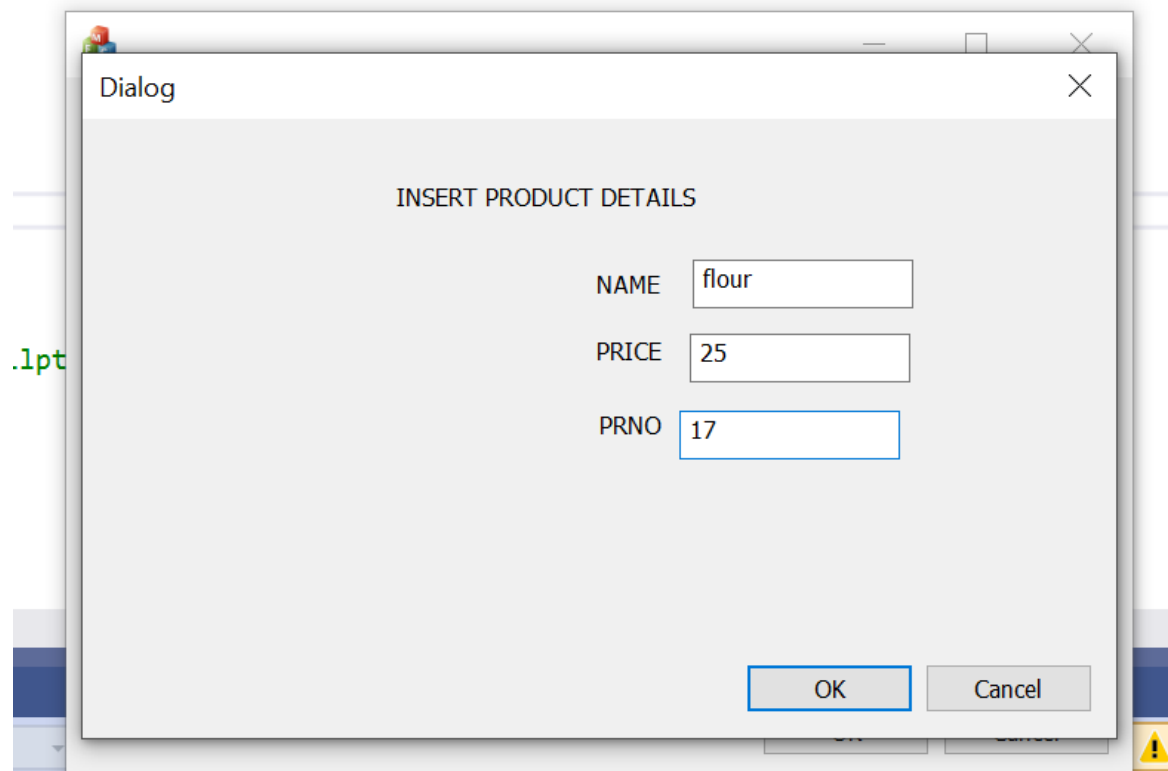 Dialog
INSERT PRODUCT DETAILS
NAME flour
.lpt
PRICE 25
PRNO 17
OK Cancel